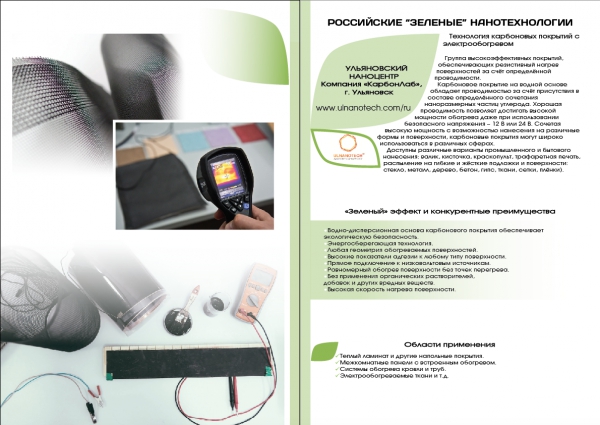 РОССИЙСКИЕ "ЗЕЛЕНЫЕ" НАНОТЕХНОЛОГИИ
Технология карбоновых покрытий с
электрообогревом
УЛЬЯНОВСКИЙ
НАНОЦЕНТР
Компания «КарбонЛаб»,
г. Ульяновск
www.ulnanotech.com/ru
ULNANOTECH
Группа высокоэффективных покрытий,
обеспечивающих резистивный нагрев
поверхностей за счёт определённой
проводимости.
Карбоновое покрытие на водной основе
обладает проводимостью за счёт присутствия в
составе определённого сочетания
наноразмерных частиц углерода. Хорошая
проводимость позволяет достигать высокой
мощности обогрева даже при использовании
безопасного напряжения – 12 В или 24 В. Сочетая
высокую мощность с возможностью нанесения на различные
формы и поверхности, карбоновые покрытия могут широко
использоваться в различных сферах.
Доступны различные варианты промышленного и бытового
нанесения: валик, кисточка, краскопульт, трафаретная печать,
распыление на гибкие и жёсткие подложки и поверхности:
стекло, металл, дерево, бетон, гипс, ткани, сетки, плёнки).
«Зеленый» эффект и конкурентные преимущества
Водно-дисперсионная основа карбонового покрытия обеспечивает
экологическую безопасность.
Энергосберегающая технология.
Любая геометрия обогреваемых поверхностей.
Высокие показатели адгезии к любому типу поверхности.
Прямое подключение к низковольтовым источникам.
Равномерный обогрев поверхности без точек перегрева.
Без применения органических растворителей,
добавок и других вредных веществ.
Высокая скорость нагрева поверхности.
Области применения
Теплый ламинат и другие напольные покрытия.
Межкомнатные панели с встроенным обогревом.
Системы обогрева кровли и труб.
Электрообогреваемые ткани и т.д.